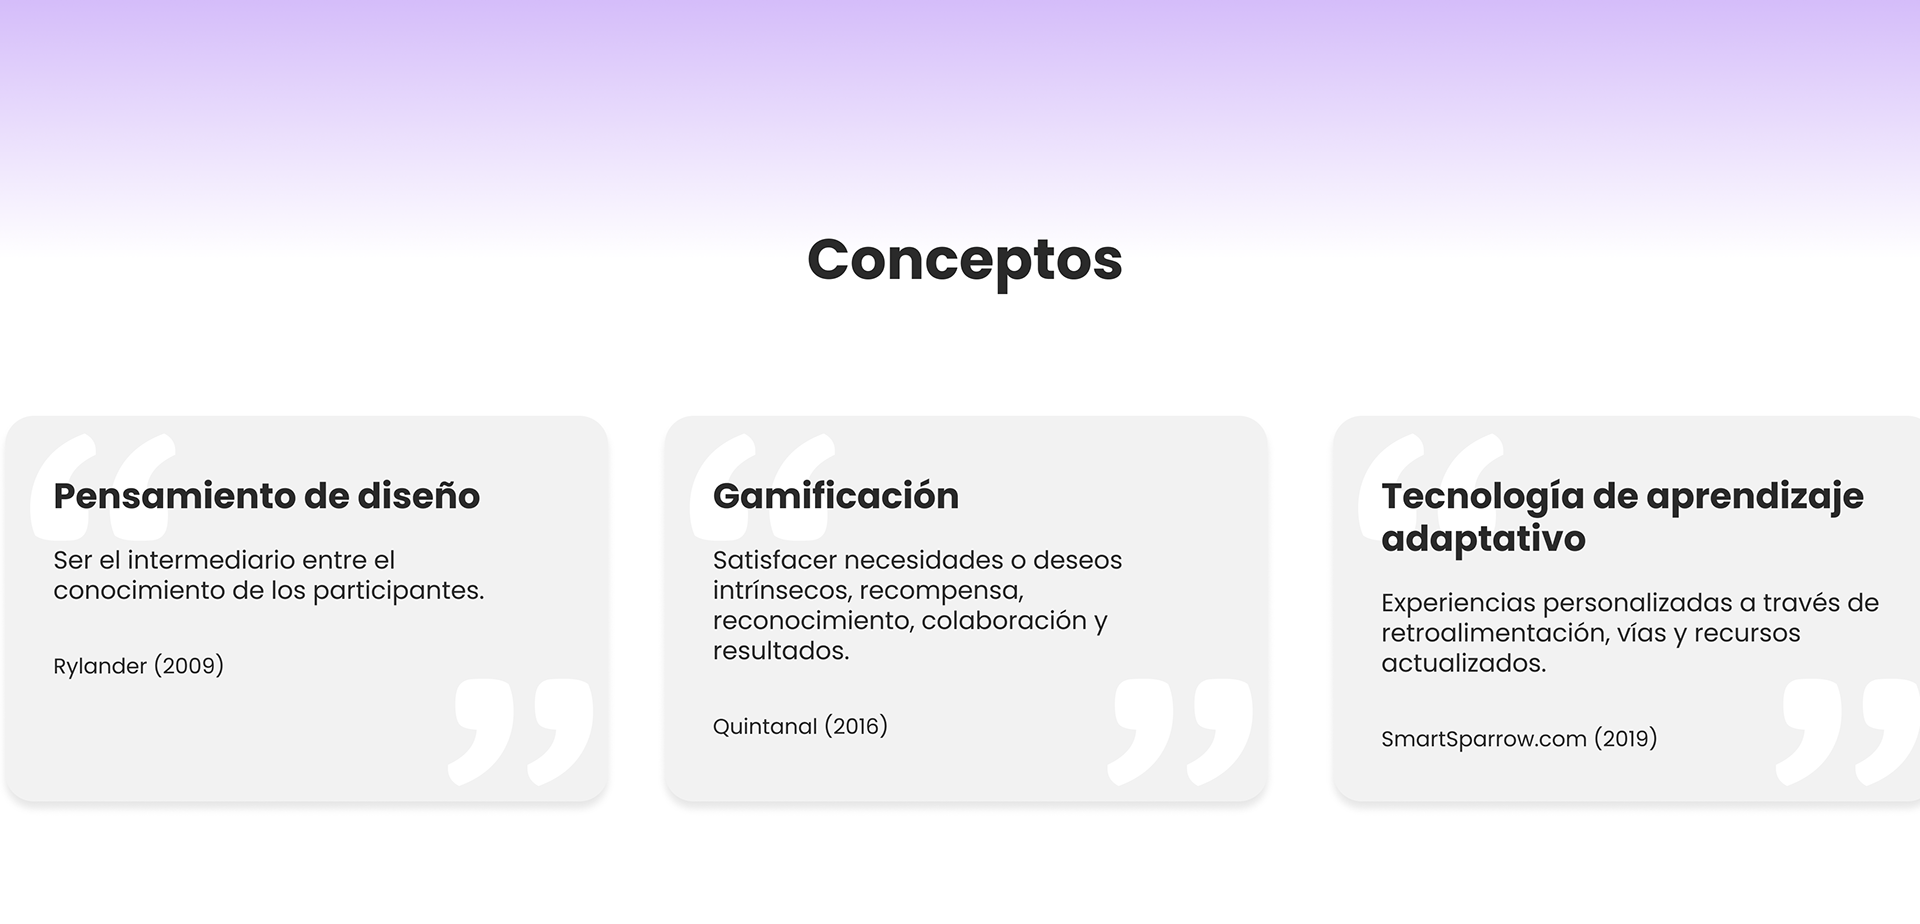 Conceptos
Pensamiento de diseño
Ser el intermediario entre el
conocimiento de los participantes.
Rylander (2009)
Gamificación
Satisfacer necesidades o deseos
intrínsecos, recompensa,
reconocimiento, colaboración y
resultados.
Quintanal (2016)
Tecnología de aprendizaje
adaptativo
Experiencias personalizadas a través de
retroalimentación, vías y recursos
actualizados.
SmartSparrow.com (2019)